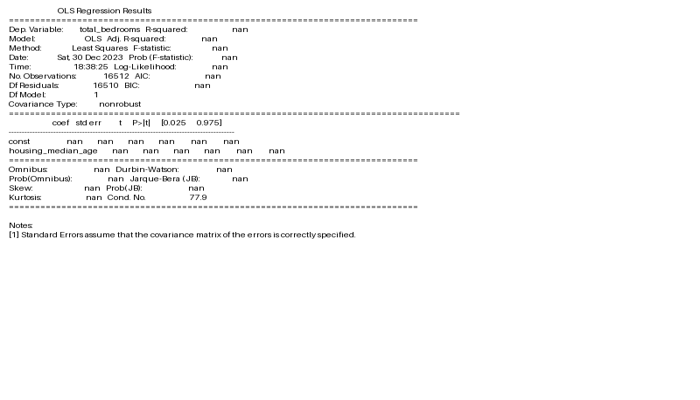 OLS Regression Results
==============================================================================
Dep. Variable: total_bedrooms R-squared: nan
Model: OLS Adj. R-squared: nan
Method: Least Squares F-statistic: nan
Date: Sat, 30 Dec 2023 Prob (F-statistic): nan
Time: 18:38:25 Log-Likelihood: nan
No. Observations: 16512 AIC: nan
Df Residuals: 16510 BIC: nan
Df Model: 1
Covariance Type: nonrobust
======================================================================================
coef std err t P>|t| [0.025 0.975]
--------------------------------------------------------------------------------------
const nan nan nan nan nan nan
housing_median_age nan nan nan nan nan nan
==============================================================================
Omnibus: nan Durbin-Watson: nan
Prob(Omnibus): nan Jarque-Bera (JB): nan
Skew: nan Prob(JB): nan
Kurtosis: nan Cond. No. 77.9
==============================================================================
Notes:
[1] Standard Errors assume that the covariance matrix of the errors is correctly specified.